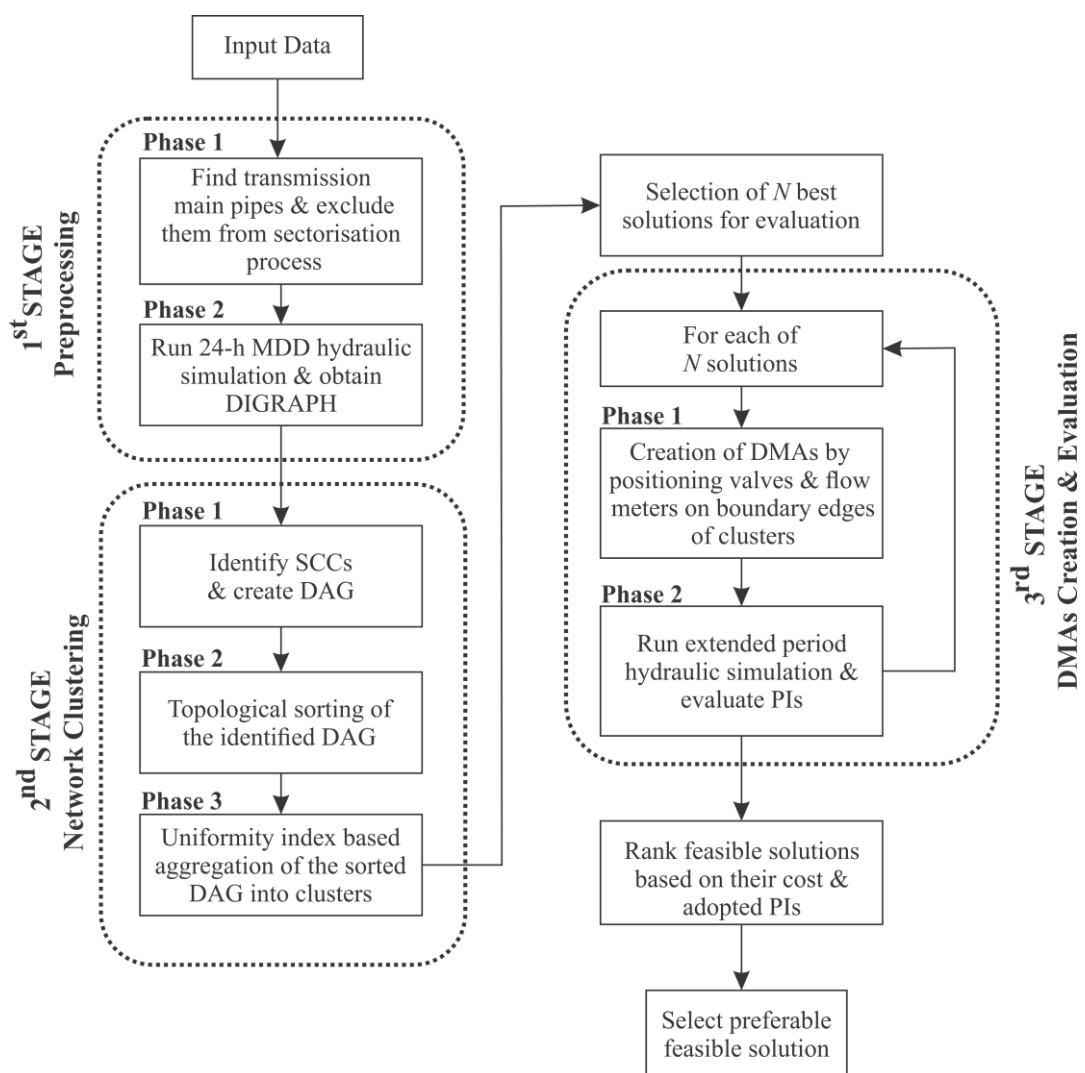 Input Data
1st STAGE
Preprocessing
Phase 1
Find transmission
main pipes & exclude
them from sectorisation
process
Phase 2
Run 24-h MDD hydraulic
simulation & obtain
DIGRAPH
2nd STAGE
Network Clustering
Phase 1
Identify SCCs
& create DAG
Phase 2
Topological sorting of
the identified DAG
Phase 3
Uniformity index based
aggregation of the sorted
DAG into clusters
Selection of N best
solutions for evaluation
3rd STAGE
DMAs Creation & Evaluation
For each of
N solutions
Phase 1
Creation of DMAs by
positioning valves & flow
meters on boundary edges
of clusters
Phase 2
Run extended period
hydraulic simulation &
evaluate PIs
Rank feasible solutions
based on their cost &
adopted PIs
Select preferable
feasible solution